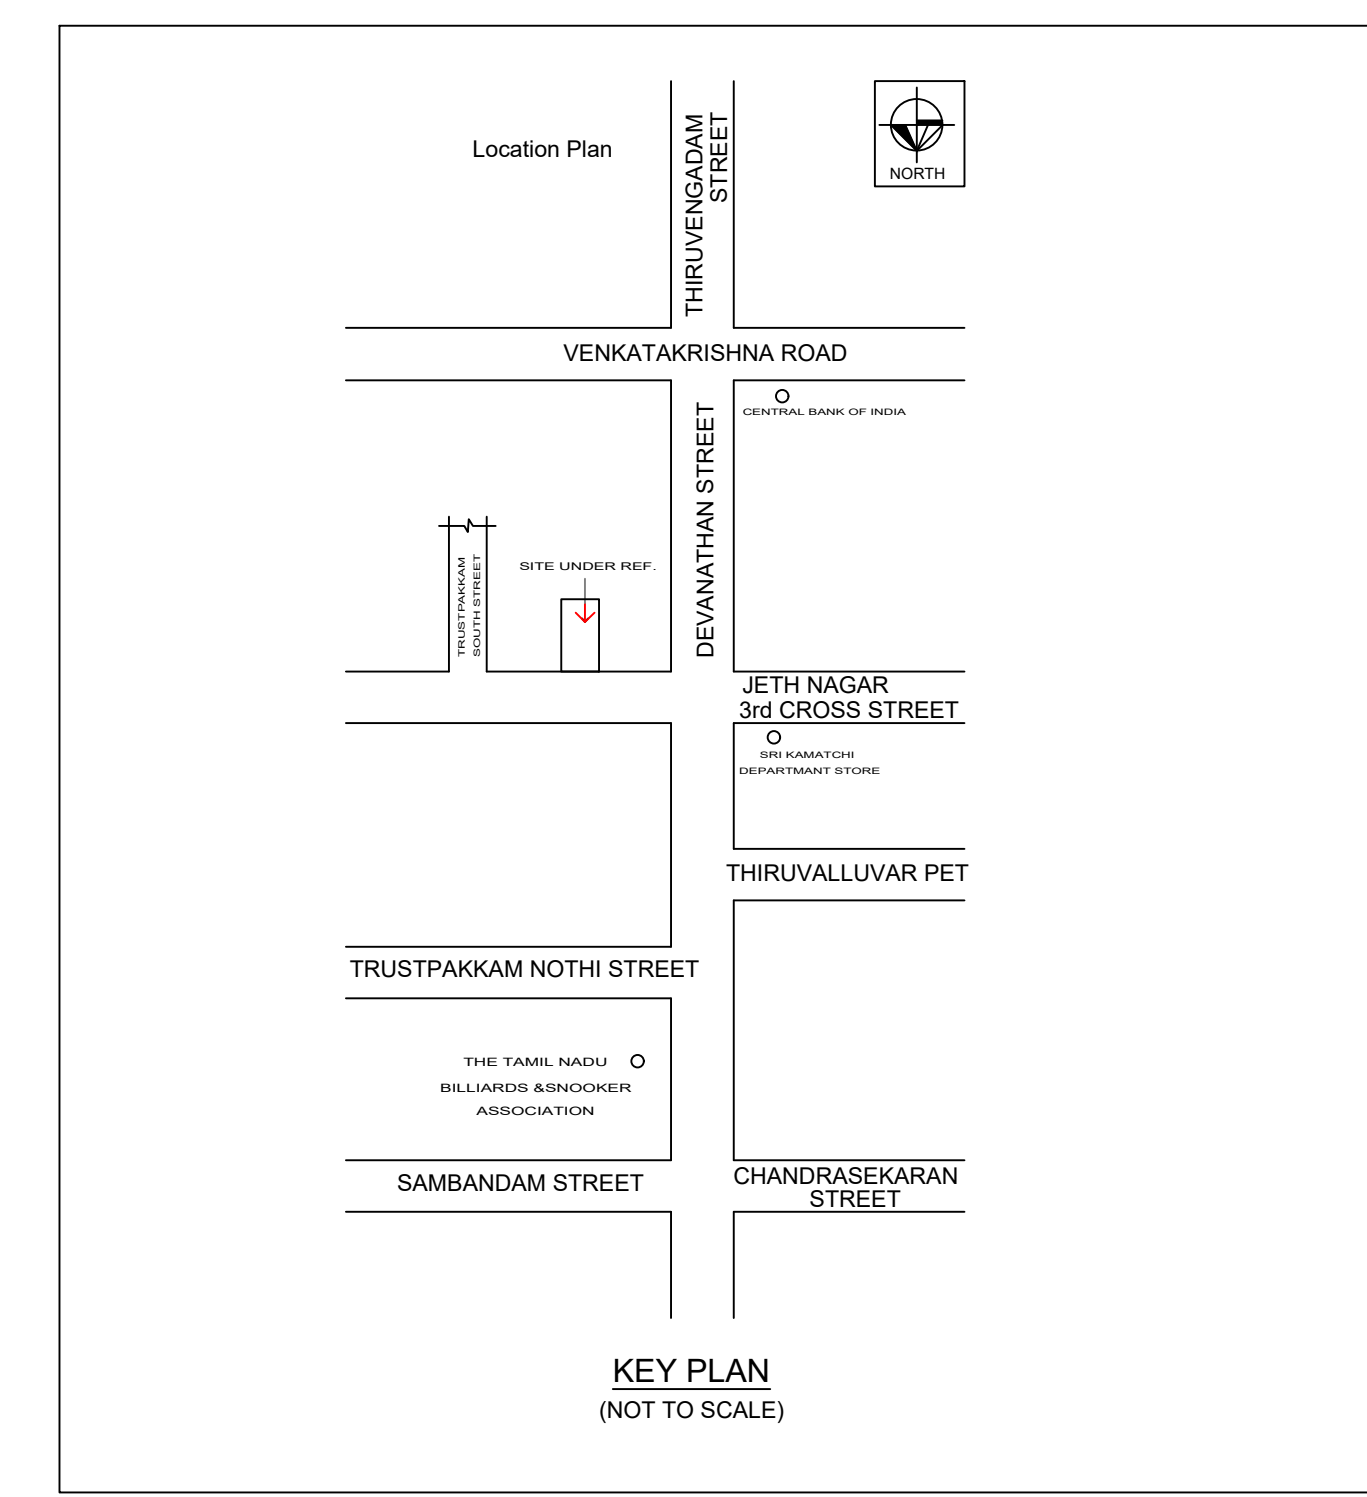 Location Plan
THIRUVENGADAM
STREET
NORTH
VENKATAKRISHNA ROAD
CENTRAL BANK OF INDIA
DEVANATHAN STREET
TRUSTPAKKAM
SOUTH STREET
SITE UNDER REF.
JETH NAGAR
3rd CROSS STREET
SRI KAMATCHI
DEPARTMANT STORE
THIRUVALLUVAR PET
TRUSTPAKKAM NOTHI STREET
THE TAMIL NADU
BILLIARDS &SNOOKER
ASSOCIATION
SAMBANDAM STREET
CHANDRASEKARAN
STREET
KEY PLAN
(NOT TO SCALE)